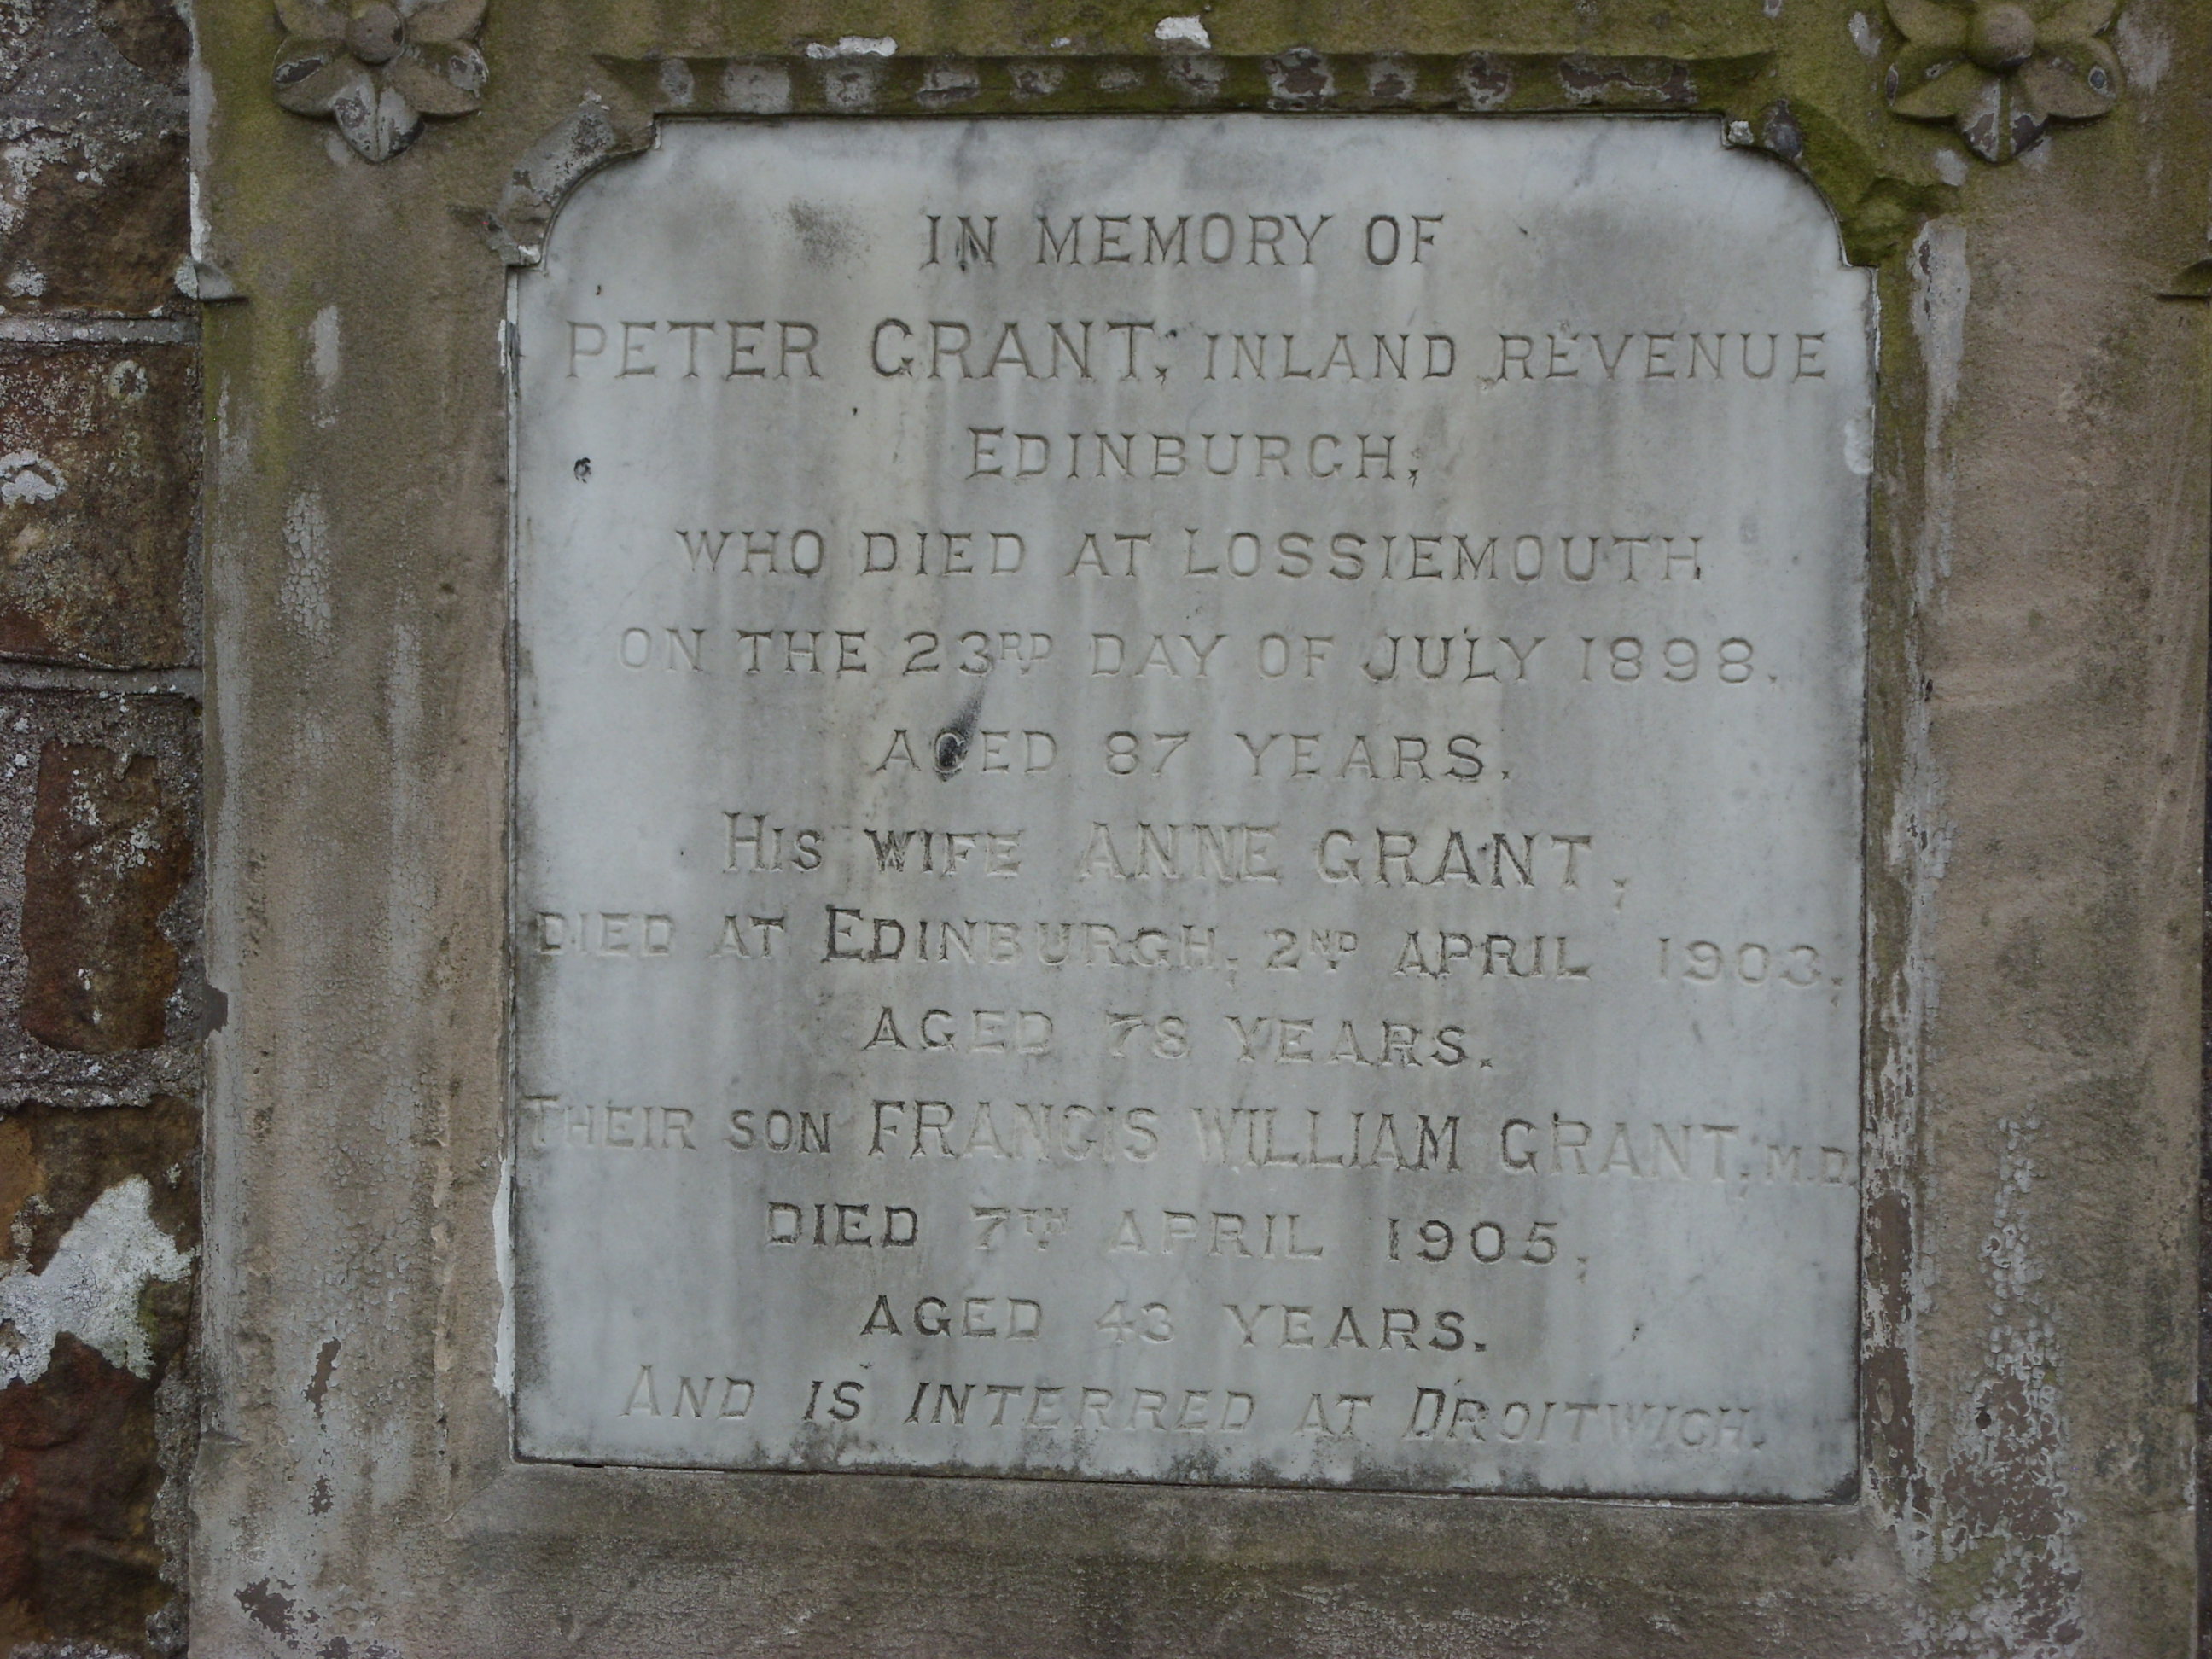 IN MEMORY OF
PETER GRANT, INLAND REVENUE
EDINBURGH,
WHO DIED AT LOSSIEMOUTH
ON THE 23RD DAY OF JULY 1898.
AGED 87 YEARS.
HIS WIFE ANNE GRANT,
DIED AT EDINBURGH, 2ND APRIL 1903,
AGED 78 YEARS.
THEIR SON FRANCIS WILLIAM GRANT, M.D.
DIED 7TH APRIL 1905,
AGED 43 YEARS.
AND IS INTERRED AT DROITWICH.